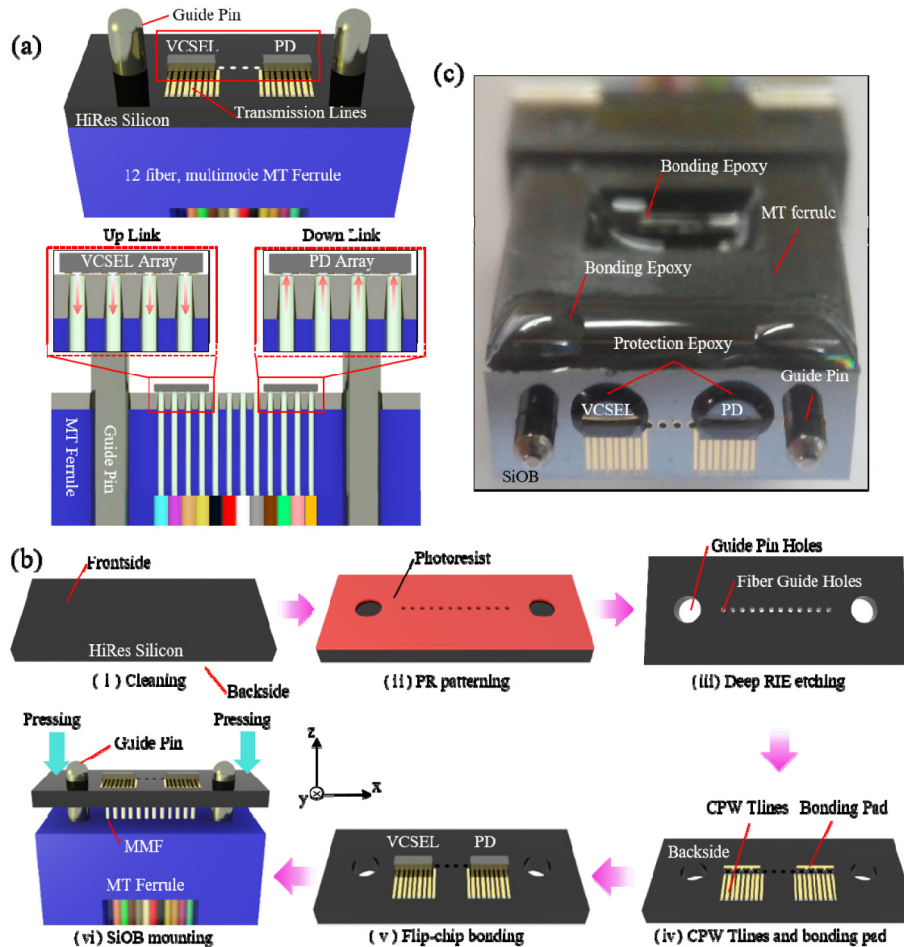 (a)
Guide Pin
VCSEL
PD
Transmission Lines
HiRes Silicon
12 fiber, multimode MT Ferrule
Up Link
Down Link
VCSEL Array
PD Array
MT Ferrule
Guide Pin
(c)
Bonding Epoxy
MT ferrule
Bonding Epoxy
Protection Epoxy
Guide Pin
VCSEL
PD
SiOB
(b)
Frontside
HiRes Silicon
(i) Cleaning
Backside
Photoresist
(ii) PR patterning
Guide Pin Holes
Fiber Guide Holes
(iii) Deep RIE etching
CPW Tlines
Bonding Pad
Backside
(iv) CPW Tlines and bonding pad
VCSEL
PD
(v) Flip-chip bonding
z
y
x
Pressing
Pressing
Guide Pin
MMF
MT Ferrule
(vi) SiOB mounting